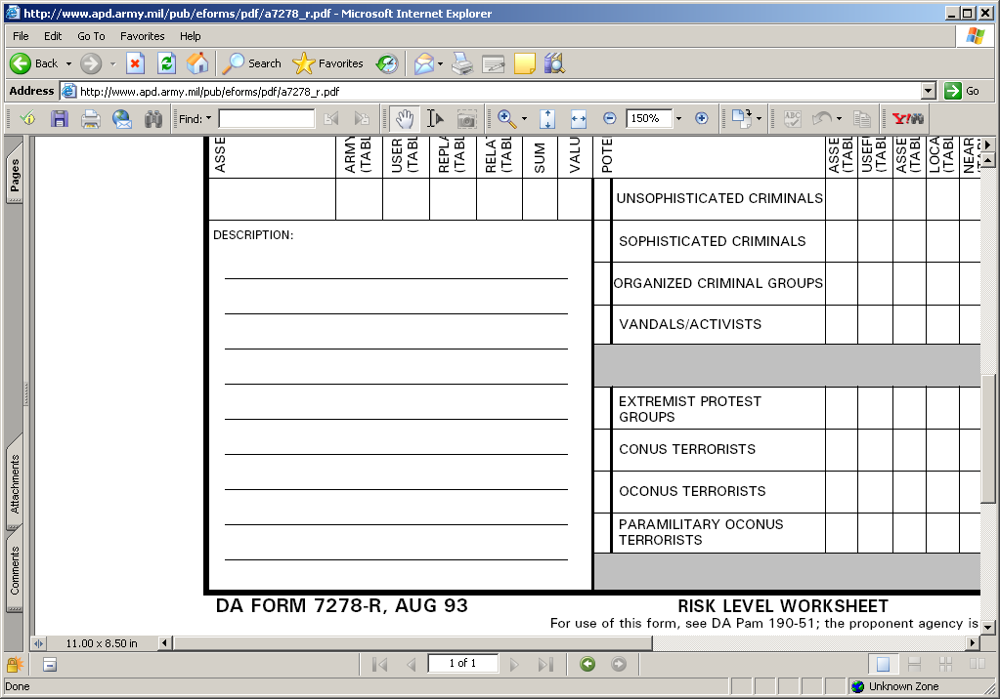 http://www.apd.army.mil/pub/eforms/pdf/a7278_r.pdf - Microsoft Internet Explorer
File Edit Go To Favorites Help
Back Search Favorites
Address http://www.apd.army.mil/pub/eforms/pdf/a7278_r.pdf Go
Find: 150% Y!
Pages
Attachments
Comments
ASSE
ARMY
(TABL
USER
(TABL
REPLA
(TABL
RELA
(TABL
SUM
VALU
POTE
ASSE
(TABL
USEF
(TABL
ASSE
(TABL
LOCA
(TABL
NEAR
UNSOPHISTICATED CRIMINALS
DESCRIPTION:
SOPHISTICATED CRIMINALS
ORGANIZED CRIMINAL GROUPS
VANDALS/ACTIVISTS
EXTREMIST PROTEST
GROUPS
CONUS TERRORISTS
OCONUS TERRORISTS
PARAMILITARY OCONUS
TERRORISTS
DA FORM 7278-R, AUG 93
RISK LEVEL WORKSHEET
For use of this form, see DA Pam 190-51; the proponent agency is
11.00 x 8.50 in
1 of 1
Done
Unknown Zone